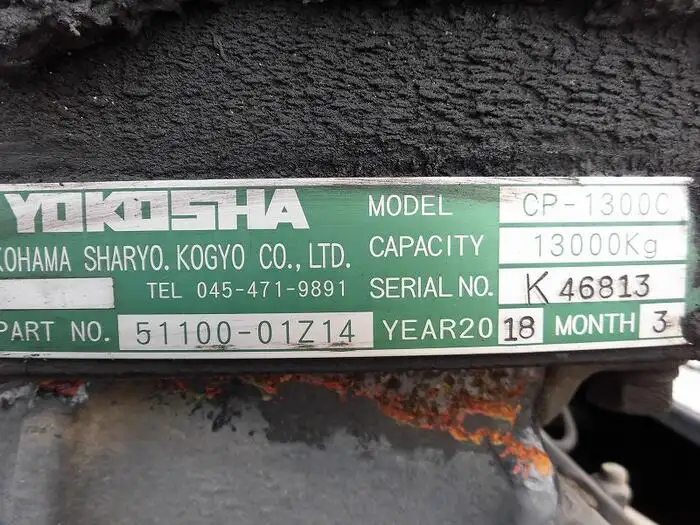 YOKOSHA
KOHAMA SHARYO. KOGYO CO., LTD.
TEL 045-471-9891
PART NO. 51100-01Z14
MODEL CP-1300C
CAPACITY 13000Kg
SERIAL NO. K 46813
YEAR20 18 MONTH 3